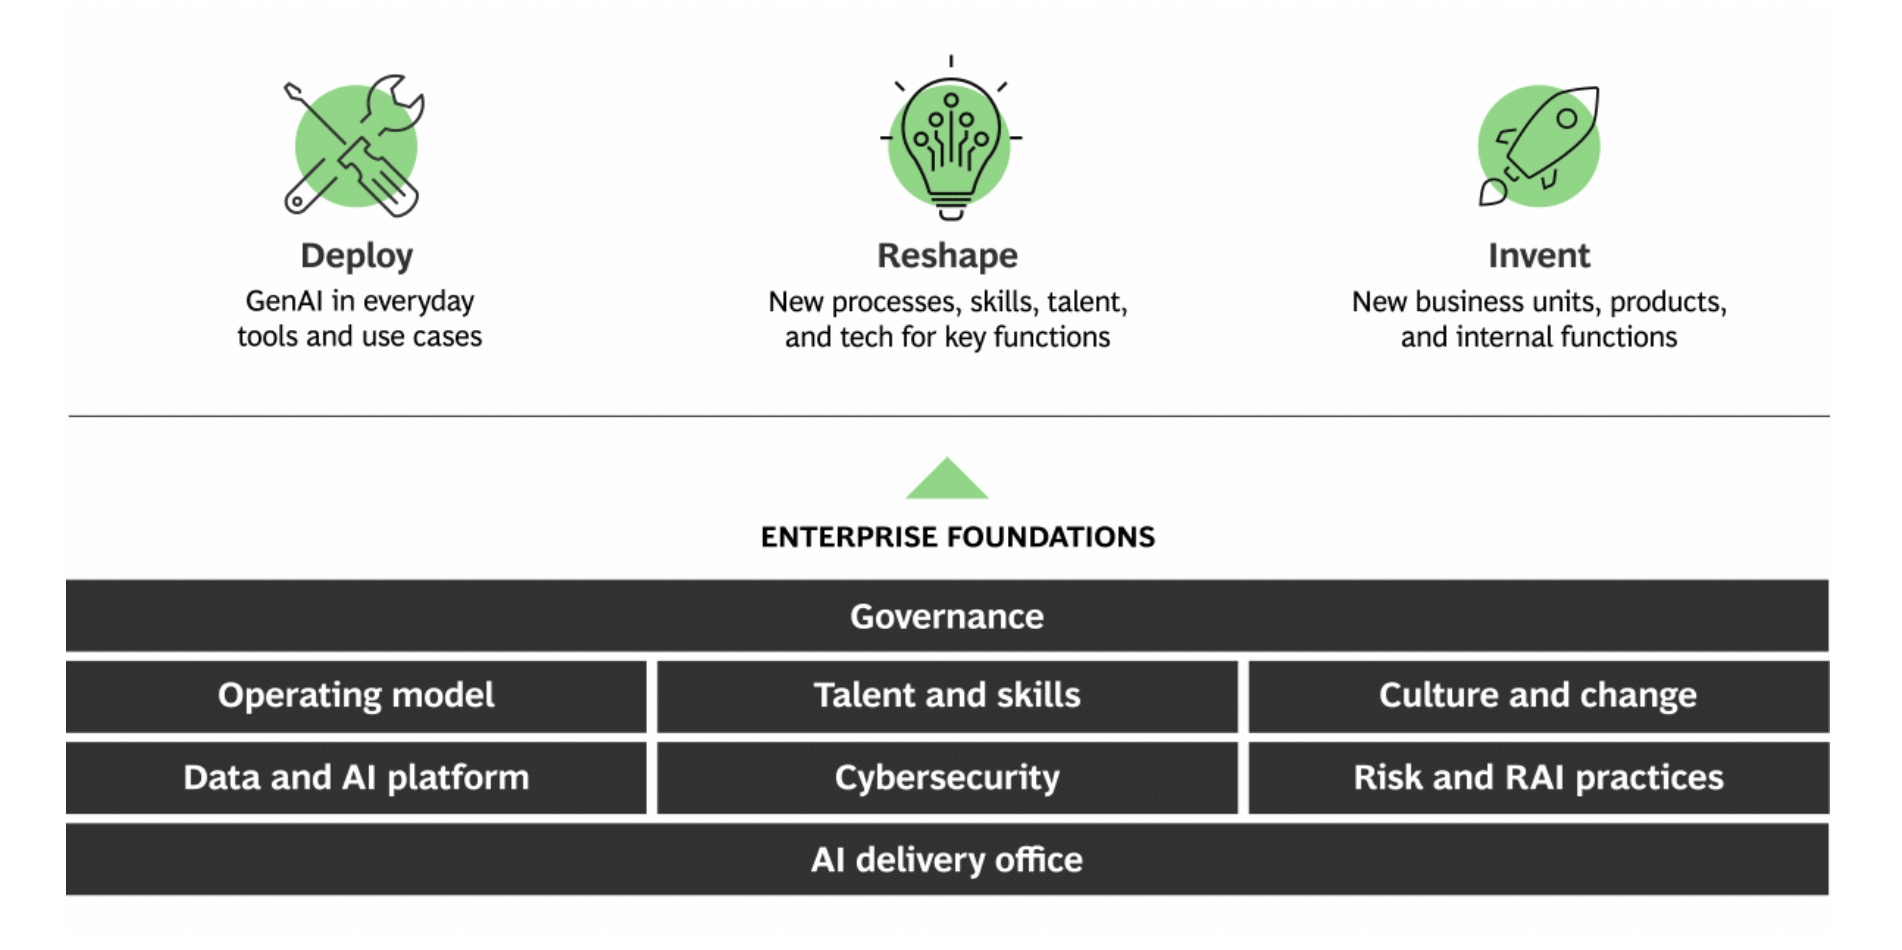 Deploy
GenAI in everyday
tools and use cases
Reshape
New processes, skills, talent,
and tech for key functions
Invent
New business units, products,
and internal functions
ENTERPRISE FOUNDATIONS
Governance
Operating model
Talent and skills
Culture and change
Data and AI platform
Cybersecurity
Risk and RAI practices
AI delivery office